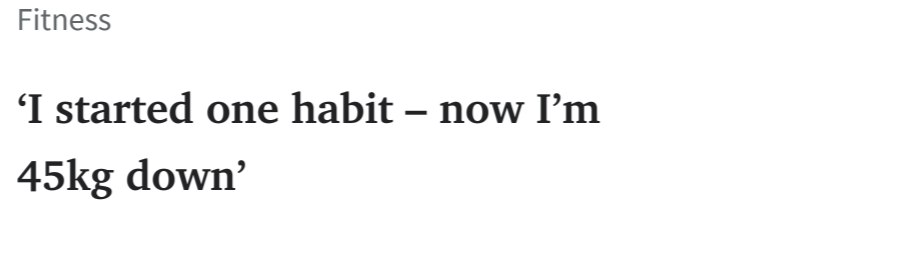 Fitness
‘I started one habit – now I’m
45kg down’